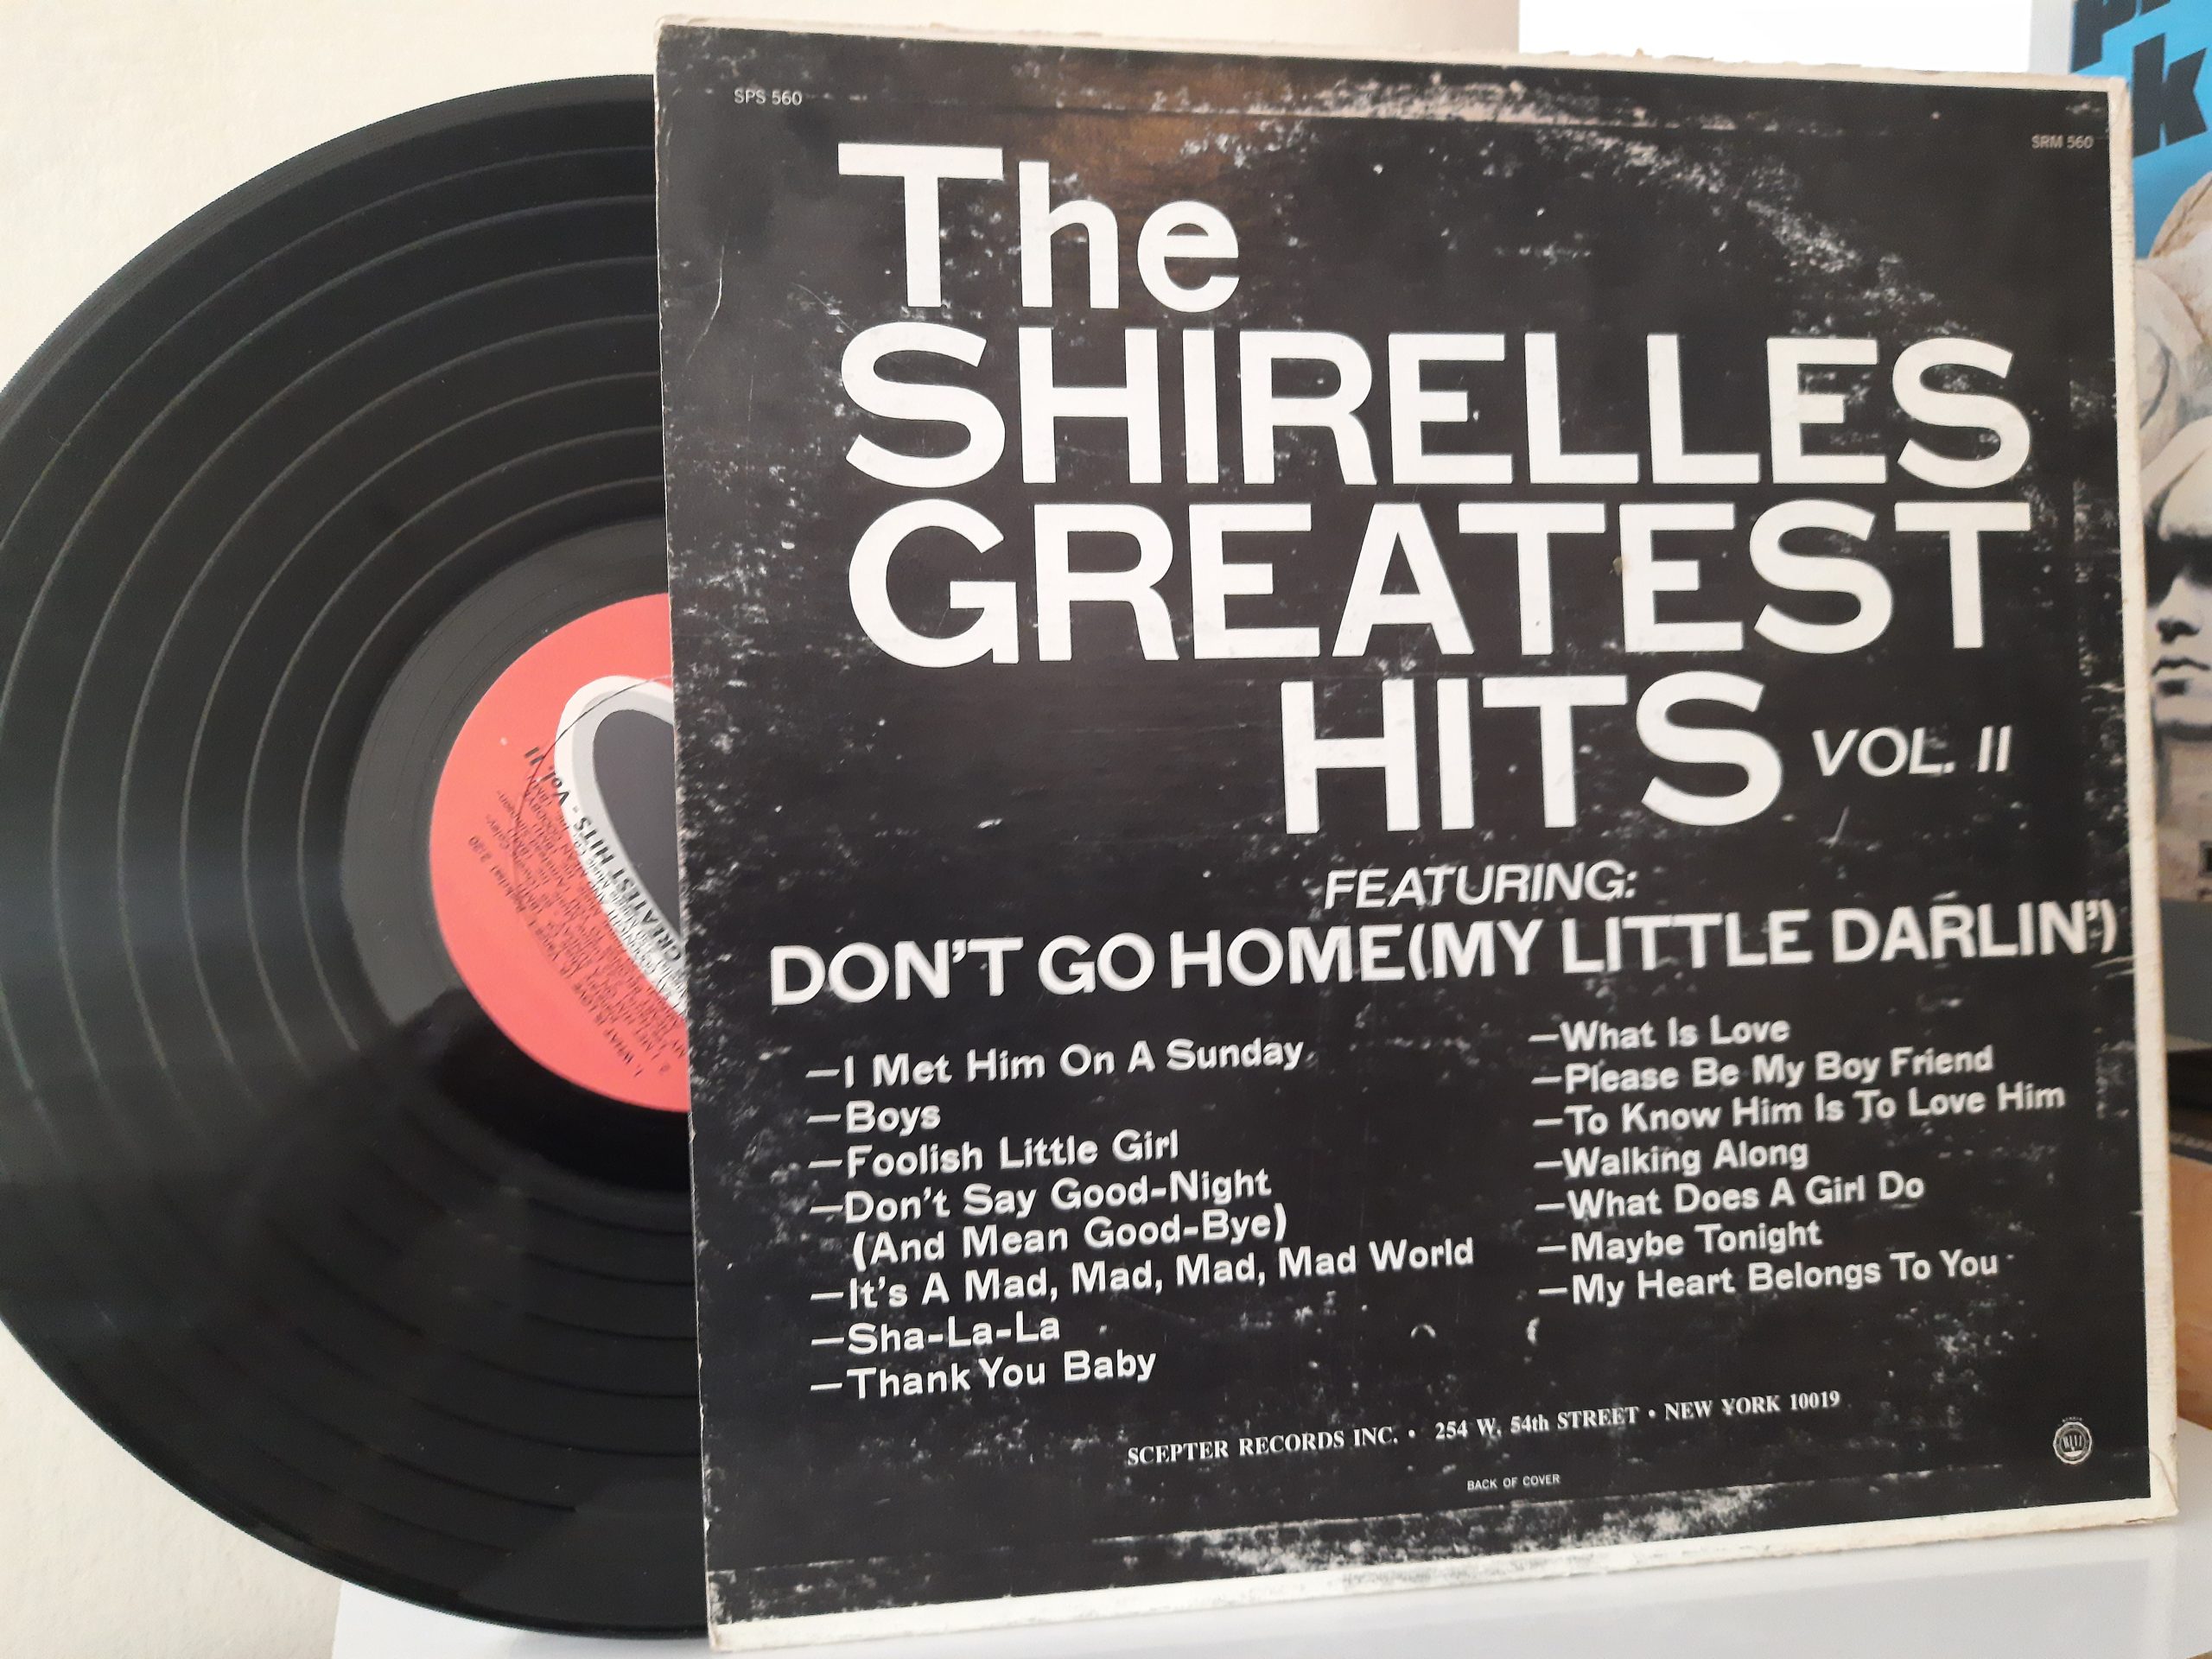 SPS 560
SRM 560
The
SHIRELLES
GREATEST
HITS VOL. II
FEATURING:
DON'T GO HOME(MY LITTLE DARLIN')
—I Met Him On A Sunday
—Boys
—Foolish Little Girl
—Don't Say Good-Night
(And Mean Good-Bye)
—It's A Mad, Mad, Mad, Mad World
—Sha-La-La
—Thank You Baby
—What Is Love
—Please Be My Boy Friend
—To Know Him Is To Love Him
—Walking Along
—What Does A Girl Do
—Maybe Tonight
—My Heart Belongs To You
SCEPTER RECORDS INC. • 254 W. 54th STREET • NEW YORK 10019
BACK OF COVER
GREATEST HITS - Vol. II